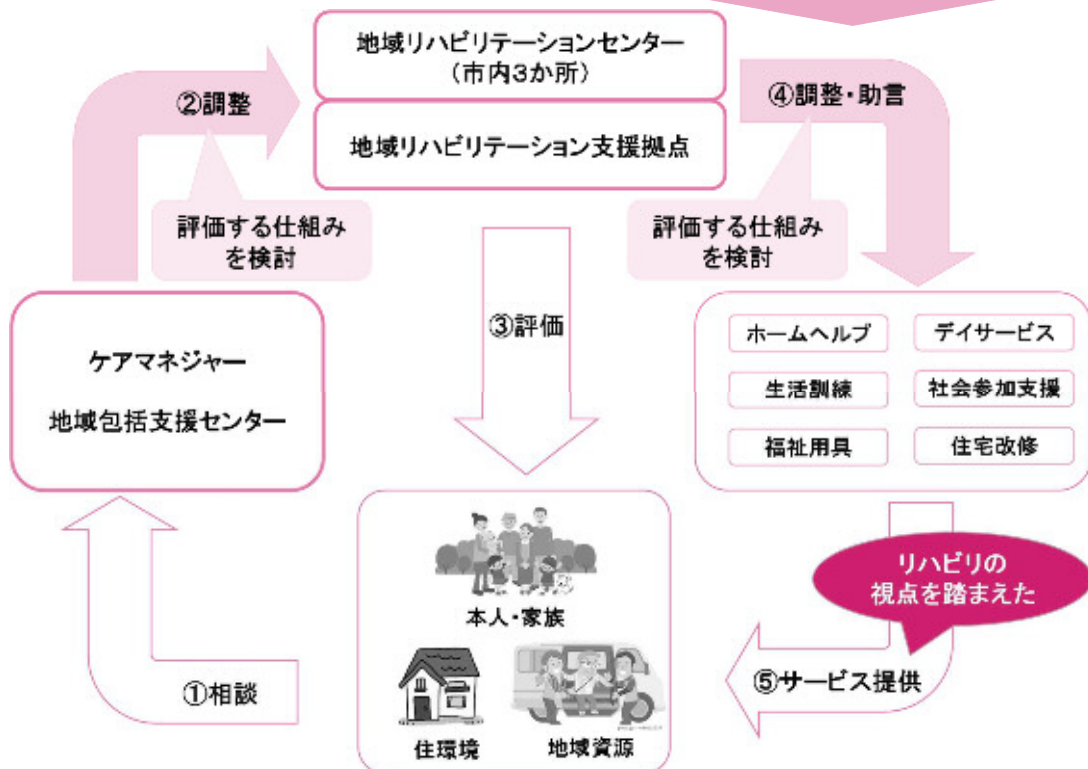 地域リハビリテーションセンター
（市内3か所）
地域リハビリテーション支援拠点
②調整
④調整・助言
評価する仕組み
を検討
評価する仕組み
を検討
③評価
ケアマネジャー
地域包括支援センター
ホームヘルプ
デイサービス
生活訓練
社会参加支援
福祉用具
住宅改修
リハビリの
視点を踏まえた
本人・家族
①相談
⑤サービス提供
住環境
地域資源